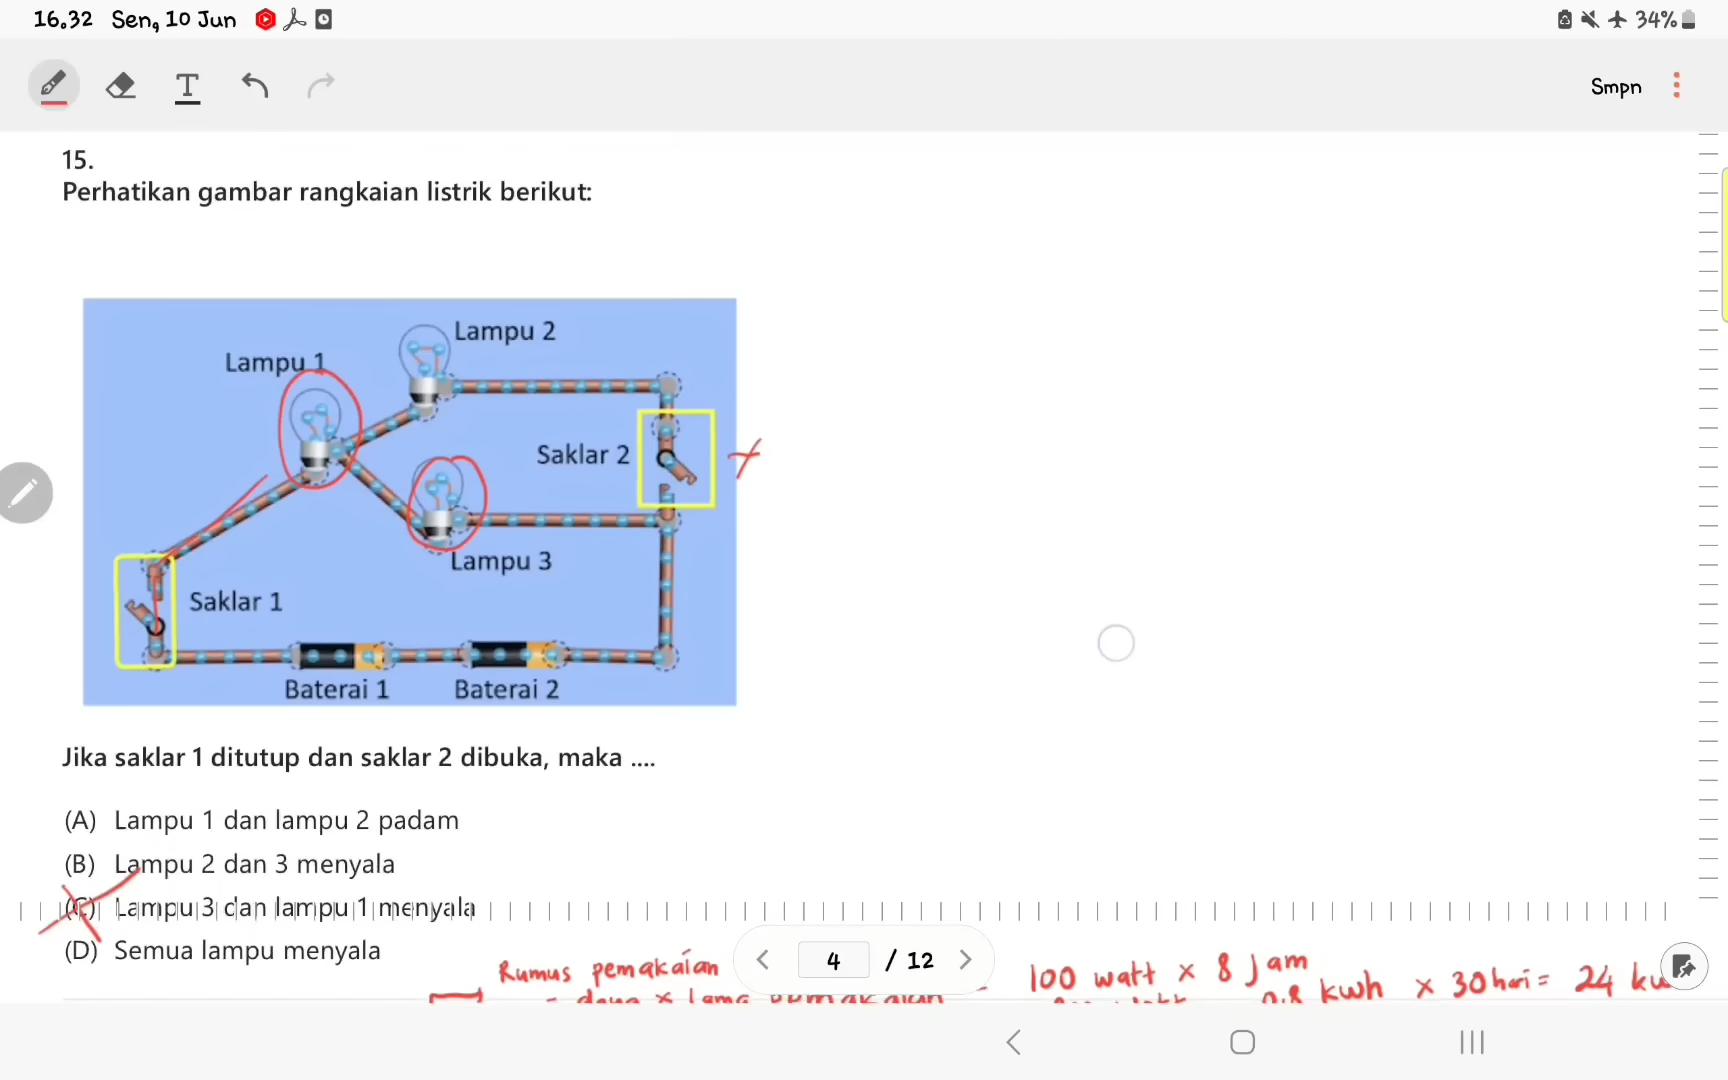 16.32 Sen, 10 Jun
34%
T
Smpn
15.
Perhatikan gambar rangkaian listrik berikut:
Lampu 2
Lampu 1
Saklar 2
Lampu 3
Saklar 1
Baterai 1
Baterai 2
Jika saklar 1 ditutup dan saklar 2 dibuka, maka ....
(A) Lampu 1 dan lampu 2 padam
(B) Lampu 2 dan 3 menyala
(C) Lampu 3 dan lampu 1 menyala
(D) Semua lampu menyala
4 / 12
Rumus pemakaian
100 watt x 8 Jam
kwh x 30 hari = 24